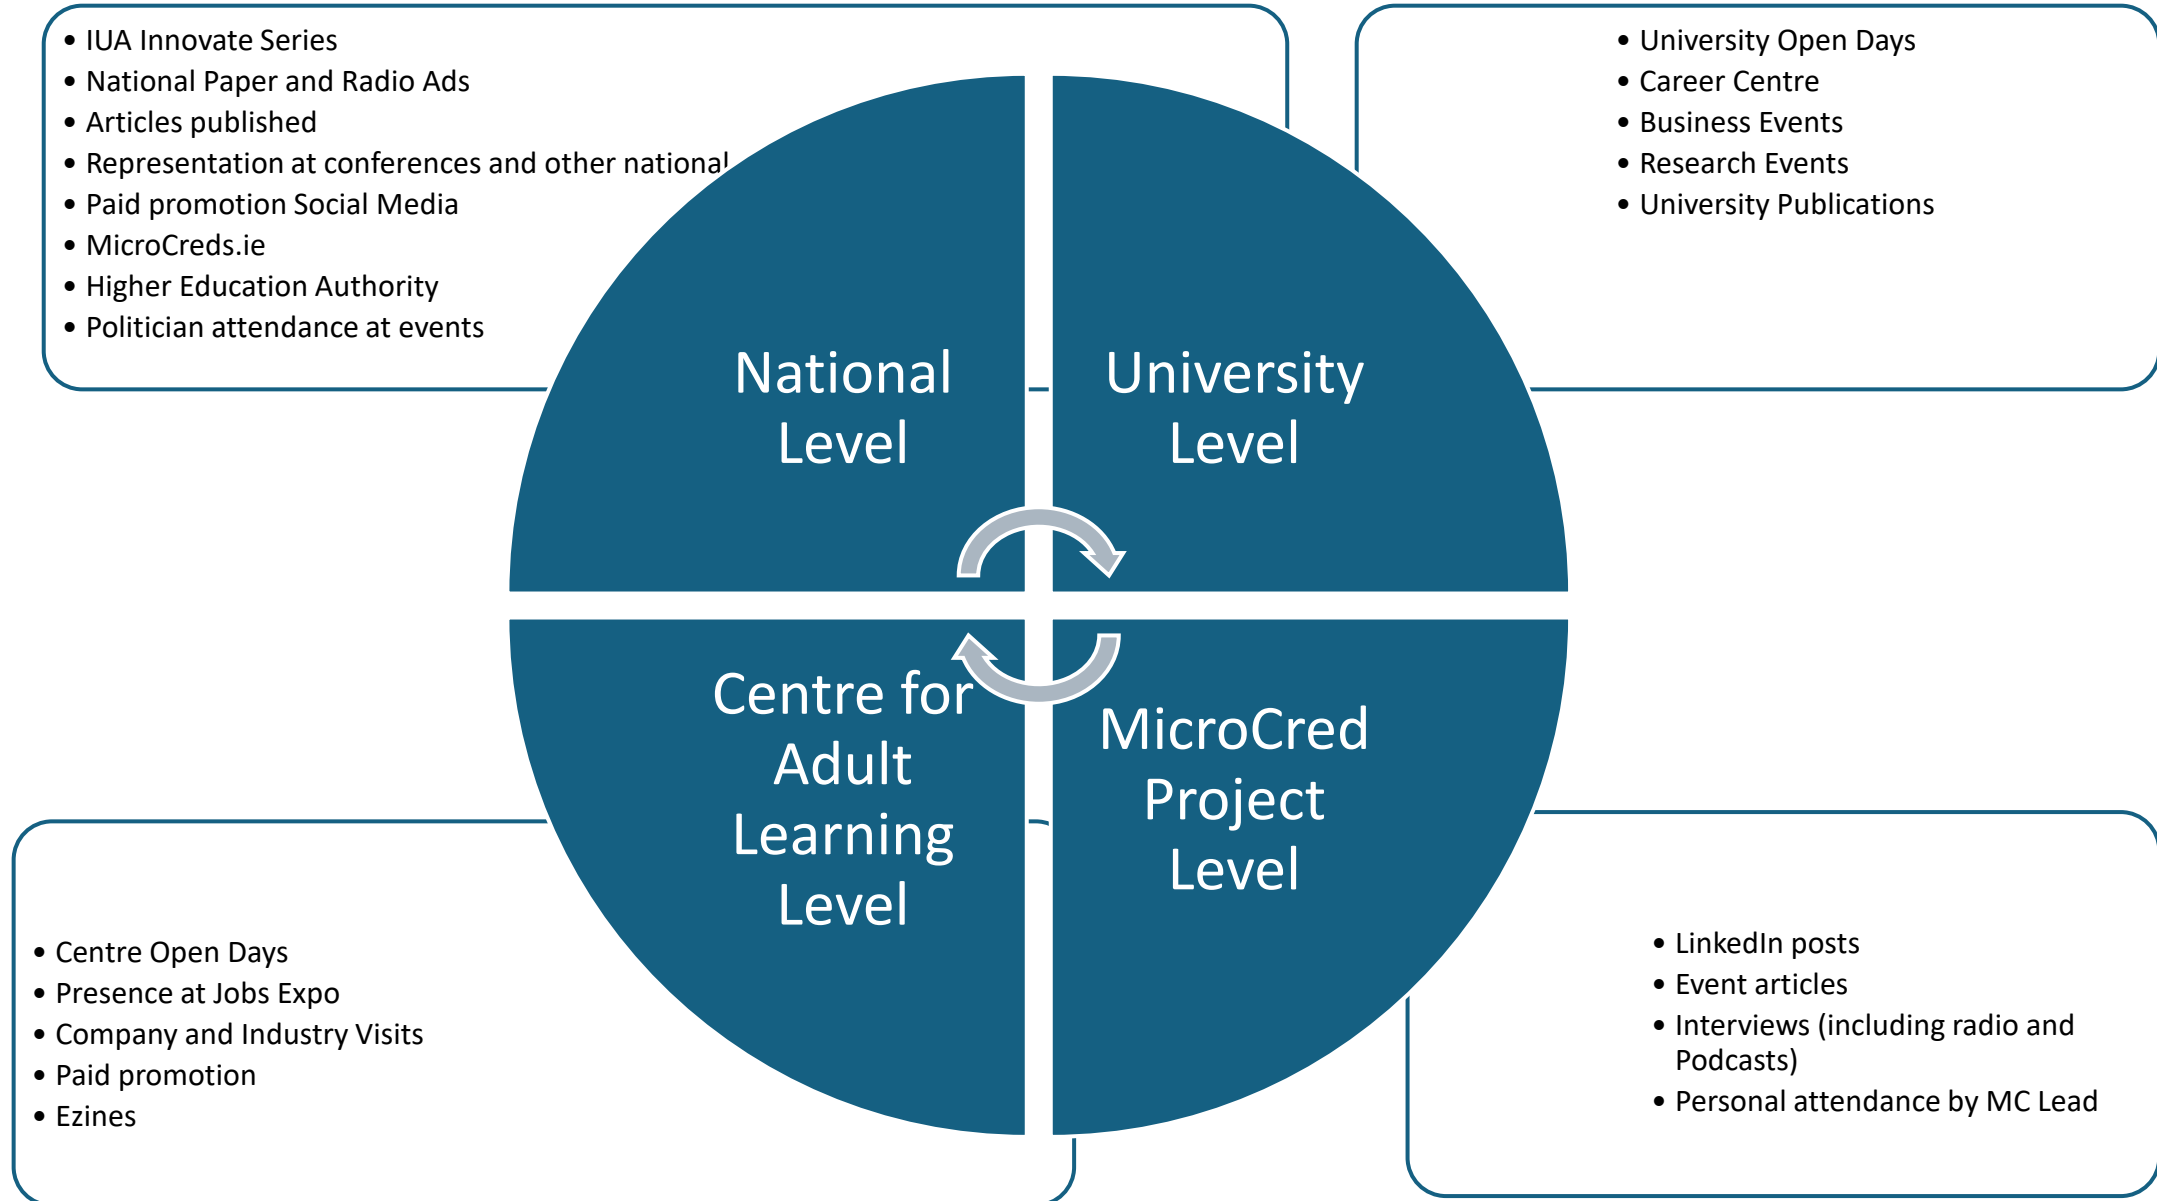 • IUA Innovate Series
• National Paper and Radio Ads
• Articles published
• Representation at conferences and other national
• Paid promotion Social Media
• MicroCreds.ie
• Higher Education Authority
• Politician attendance at events
• University Open Days
• Career Centre
• Business Events
• Research Events
• University Publications
National
Level
University
Level
Centre for
Adult
Learning
Level
MicroCred
Project
Level
• Centre Open Days
• Presence at Jobs Expo
• Company and Industry Visits
• Paid promotion
• Ezines
• LinkedIn posts
• Event articles
• Interviews (including radio and
Podcasts)
• Personal attendance by MC Lead